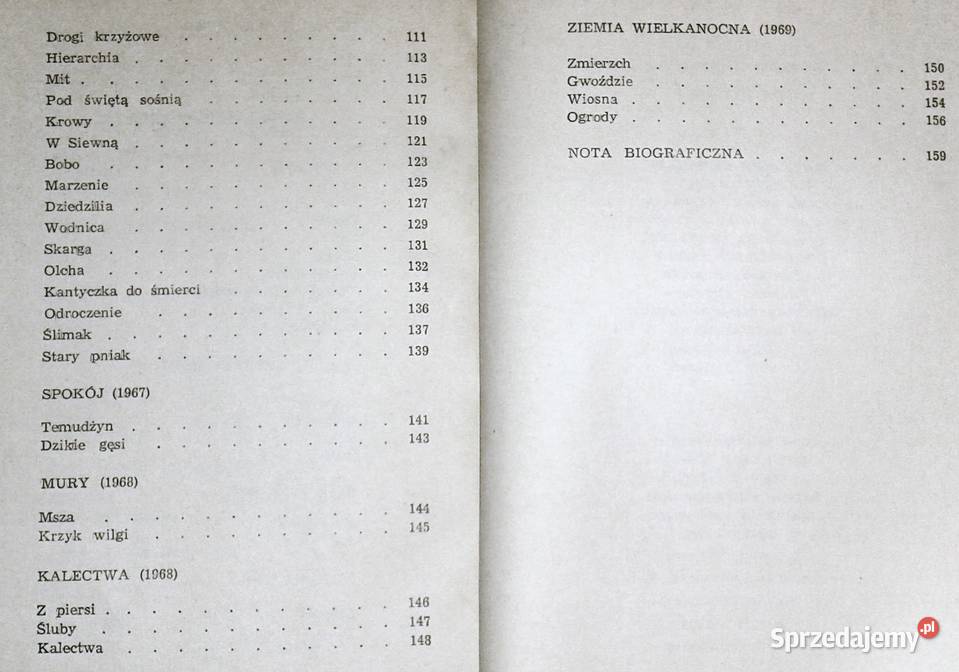 Drogi krzyżowe . . . . . . . . . 111
Hierarchia . . . . . . . . . . . 113
Mit . . . . . . . . . . . . . 115
Pod świętą sośnią . . . . . . . . 117
Krowy . . . . . . . . . . . . 119
W Siewną . . . . . . . . . . . 121
Bobo . . . . . . . . . . . . 123
Marzenie . . . . . . . . . . . 125
Dziedzilia . . . . . . . . . . . 127
Wodnica . . . . . . . . . . . 129
Skarga . . . . . . . . . . . . 131
Olcha . . . . . . . . . . . . 132
Kantyczka do śmierci . . . . . . . 134
Odroczenie . . . . . . . . . . 136
Ślimak . . . . . . . . . . . . 137
Stary pniak . . . . . . . . . . 139
SPOKÓJ (1967)
Temudżyn . . . . . . . . . . . 141
Dzikie gęsi . . . . . . . . . . 143
MURY (1968)
Msza . . . . . . . . . . . . 144
Krzyk wilgi . . . . . . . . . . 145
KALECTWA (1968)
Z piersi . . . . . . . . . . . . 146
Śluby . . . . . . . . . . . . 147
Kalectwa . . . . . . . . . . . 148
ZIEMIA WIELKANOCNA (1969)
Zmierzch . . . . . . . . . . . 150
Gwoździe . . . . . . . . . . . 152
Wiosna . . . . . . . . . . . . 154
Ogrody . . . . . . . . . . . . 156
NOTA BIOGRAFICZNA . . . . . . . 159
Sprzedajemy.pl